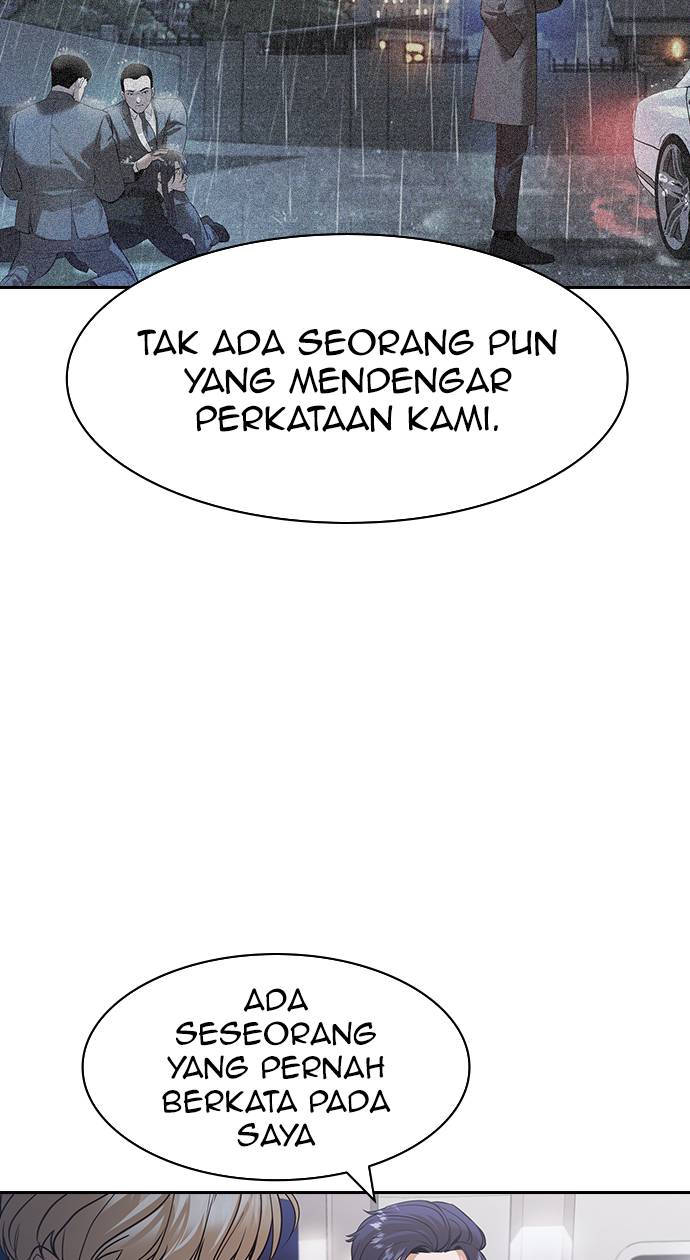 TAK ADA SEORANG PUN
YANG MENDENGAR
PERKATAAN KAMI.
ADA
SESEORANG
YANG PERNAH
BERKATA PADA
SAYA